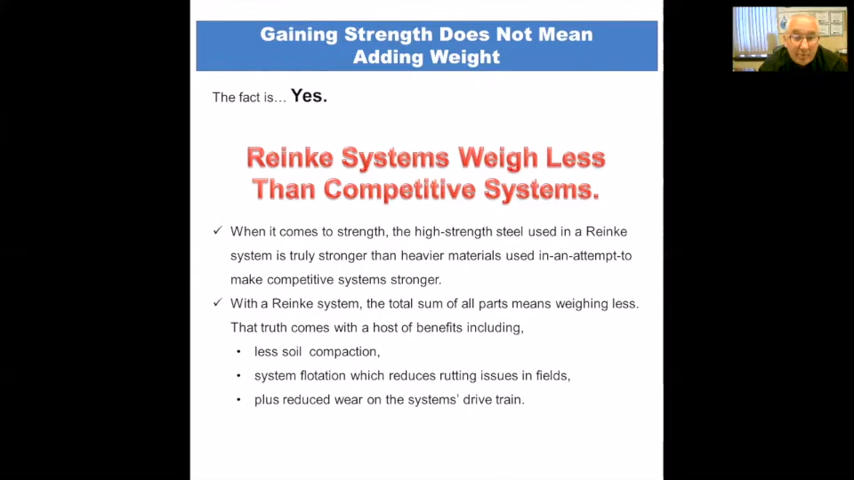 Gaining Strength Does Not Mean
Adding Weight
The fact is... Yes.
Reinke Systems Weigh Less
Than Competitive Systems.
✓ When it comes to strength, the high-strength steel used in a Reinke
system is truly stronger than heavier materials used in-an-attempt-to
make competitive systems stronger.
✓ With a Reinke system, the total sum of all parts means weighing less.
That truth comes with a host of benefits including,
• less soil compaction,
• system flotation which reduces rutting issues in fields,
• plus reduced wear on the systems' drive train.